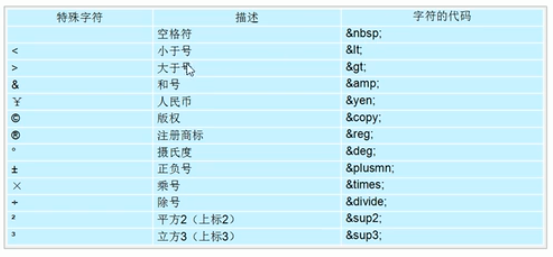 特殊字符 描述 字符的代码
空格符 &nbsp;
< 小于号 &lt;
> 大于号 &gt;
& 和号 &amp;
¥ 人民币 &yen;
© 版权 &copy;
® 注册商标 &reg;
° 摄氏度 &deg;
± 正负号 &plusmn;
× 乘号 &times;
÷ 除号 &divide;
² 平方2（上标2） &sup2;
³ 立方3（上标3） &sup3;